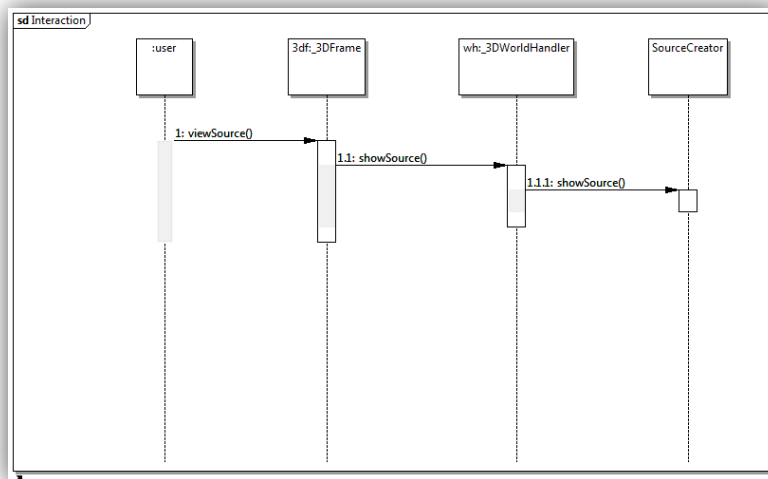 sd Interaction
:user
3df:_3DFrame
wh:_3DWorldHandler
SourceCreator
1: viewSource()
1.1: showSource()
1.1.1: showSource()